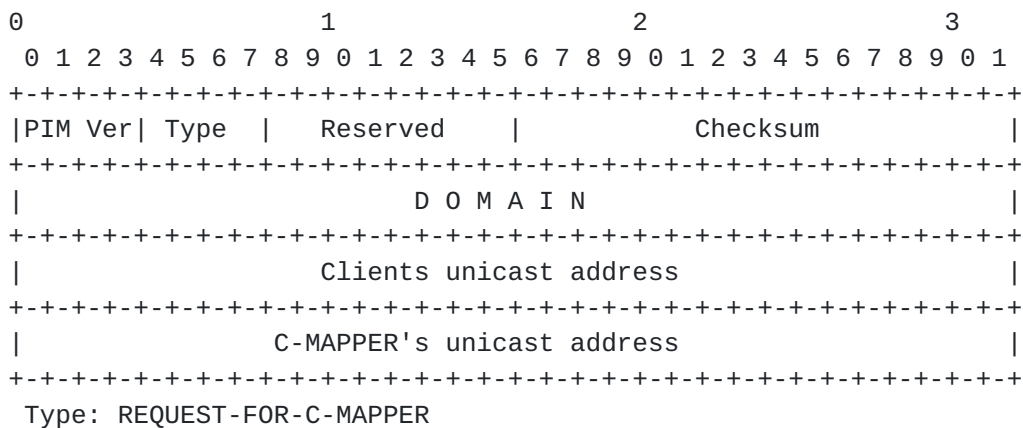 0                   1                   2                   3
 0 1 2 3 4 5 6 7 8 9 0 1 2 3 4 5 6 7 8 9 0 1 2 3 4 5 6 7 8 9 0 1
+-+-+-+-+-+-+-+-+-+-+-+-+-+-+-+-+-+-+-+-+-+-+-+-+-+-+-+-+-+-+-+-+
|PIM Ver| Type  |   Reserved    |           Checksum            |
+-+-+-+-+-+-+-+-+-+-+-+-+-+-+-+-+-+-+-+-+-+-+-+-+-+-+-+-+-+-+-+-+
|                         D O M A I N                           |
+-+-+-+-+-+-+-+-+-+-+-+-+-+-+-+-+-+-+-+-+-+-+-+-+-+-+-+-+-+-+-+-+
|                   Clients unicast address                     |
+-+-+-+-+-+-+-+-+-+-+-+-+-+-+-+-+-+-+-+-+-+-+-+-+-+-+-+-+-+-+-+-+
|                C-MAPPER's unicast address                     |
+-+-+-+-+-+-+-+-+-+-+-+-+-+-+-+-+-+-+-+-+-+-+-+-+-+-+-+-+-+-+-+-+
 Type: REQUEST-FOR-C-MAPPER